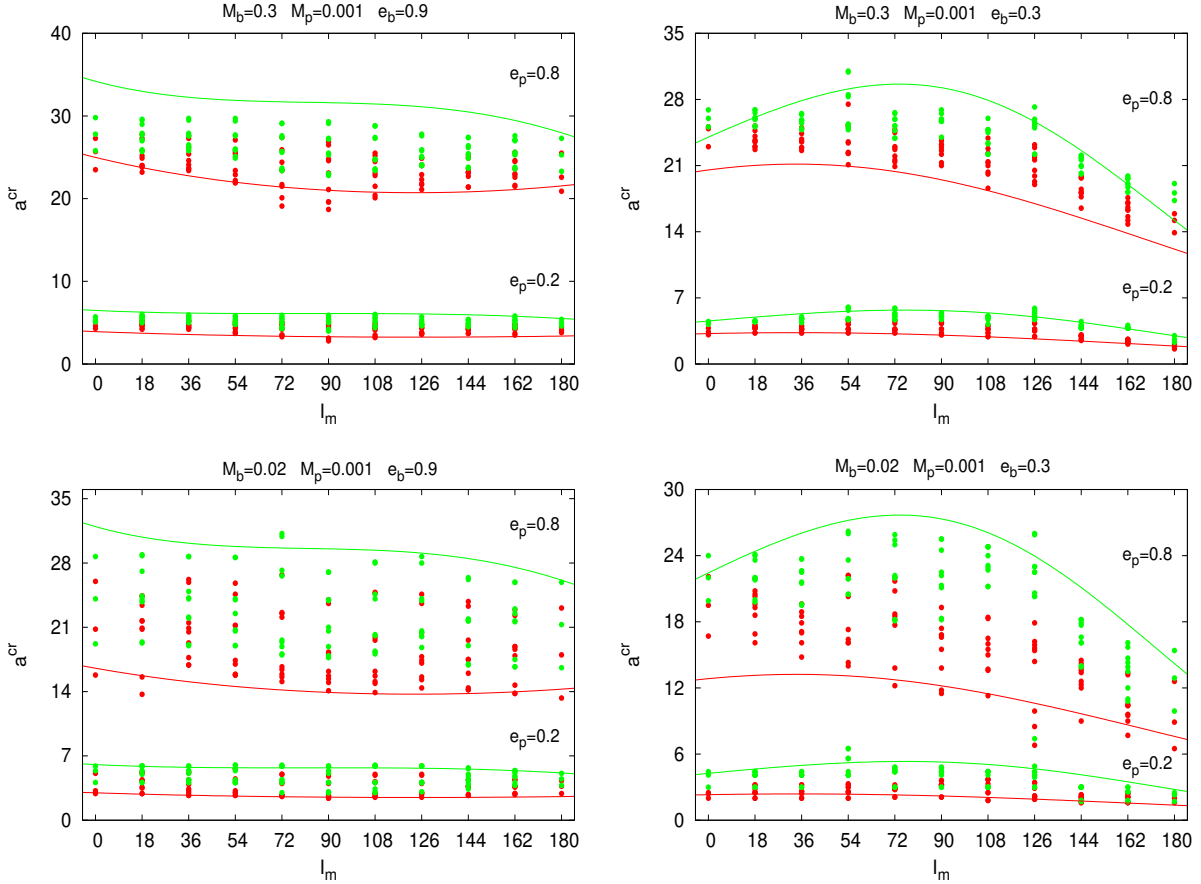 M_b=0.3 M_p=0.001 e_b=0.9
40
30
20
10
0
a^cr
e_p=0.8
e_p=0.2
0 18 36 54 72 90 108 126 144 162 180
I_m
M_b=0.3 M_p=0.001 e_b=0.3
35
28
21
14
7
0
a^cr
e_p=0.8
e_p=0.2
0 18 36 54 72 90 108 126 144 162 180
I_m
M_b=0.02 M_p=0.001 e_b=0.9
35
28
21
14
7
0
a^cr
e_p=0.8
e_p=0.2
0 18 36 54 72 90 108 126 144 162 180
I_m
M_b=0.02 M_p=0.001 e_b=0.3
30
24
18
12
6
0
a^cr
e_p=0.8
e_p=0.2
0 18 36 54 72 90 108 126 144 162 180
I_m